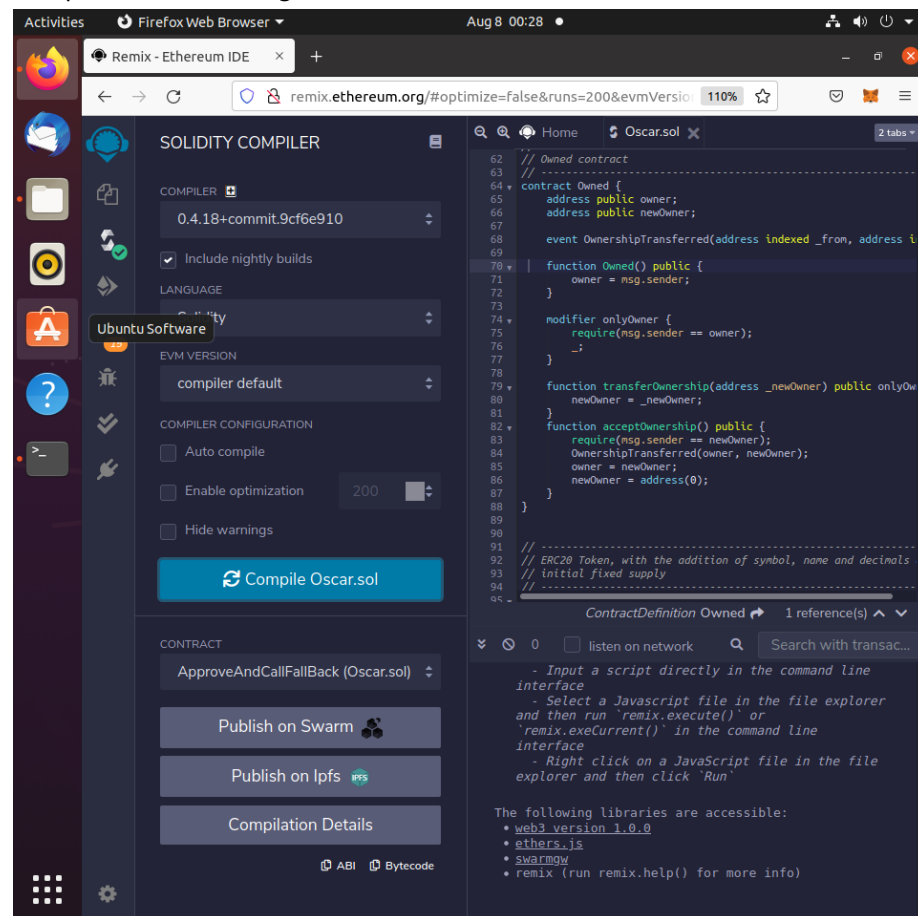 Activities
Firefox Web Browser
Aug 8 00:28
Remix - Ethereum IDE
remix.ethereum.org/#optimize=false&runs=200&evmVersio
110%
SOLIDITY COMPILER
COMPILER
0.4.18+commit.9cf6e910
Include nightly builds
LANGUAGE
Ubuntu Software
EVM VERSION
compiler default
COMPILER CONFIGURATION
Auto compile
Enable optimization
200
Hide warnings
Compile Oscar.sol
CONTRACT
ApproveAndCallFallBack (Oscar.sol)
Publish on Swarm
Publish on Ipfs
IPFS
Compilation Details
ABI
Bytecode
Home
Oscar.sol
2 tabs
62 // Owned contract
63 // ----------------------------------------------------
64 contract Owned {
65 address public owner;
66 address public newOwner;
67
68 event OwnershipTransferred(address indexed _from, address i
69
70 function Owned() public {
71 owner = msg.sender;
72 }
73
74 modifier onlyOwner {
75 require(msg.sender == owner);
76 _;
77 }
78
79 function transferOwnership(address _newOwner) public onlyOw
80 newOwner = _newOwner;
81 }
82 function acceptOwnership() public {
83 require(msg.sender == newOwner);
84 OwnershipTransferred(owner, newOwner);
85 owner = newOwner;
86 newOwner = address(0);
87 }
88 }
89
90
91 // ----------------------------------------------------
92 // ERC20 Token, with the addition of symbol, name and decimals
93 // initial fixed supply
94 // ----------------------------------------------------
95
ContractDefinition Owned
1 reference(s)
0
listen on network
Search with transac...
- Input a script directly in the command line
interface
- Select a Javascript file in the file explorer
and then run `remix.execute()` or
`remix.exeCurrent()` in the command line
interface
- Right click on a JavaScript file in the file
explorer and then click `Run`
The following libraries are accessible:
• web3 version 1.0.0
• ethers.js
• swarmgw
• remix (run remix.help() for more info)